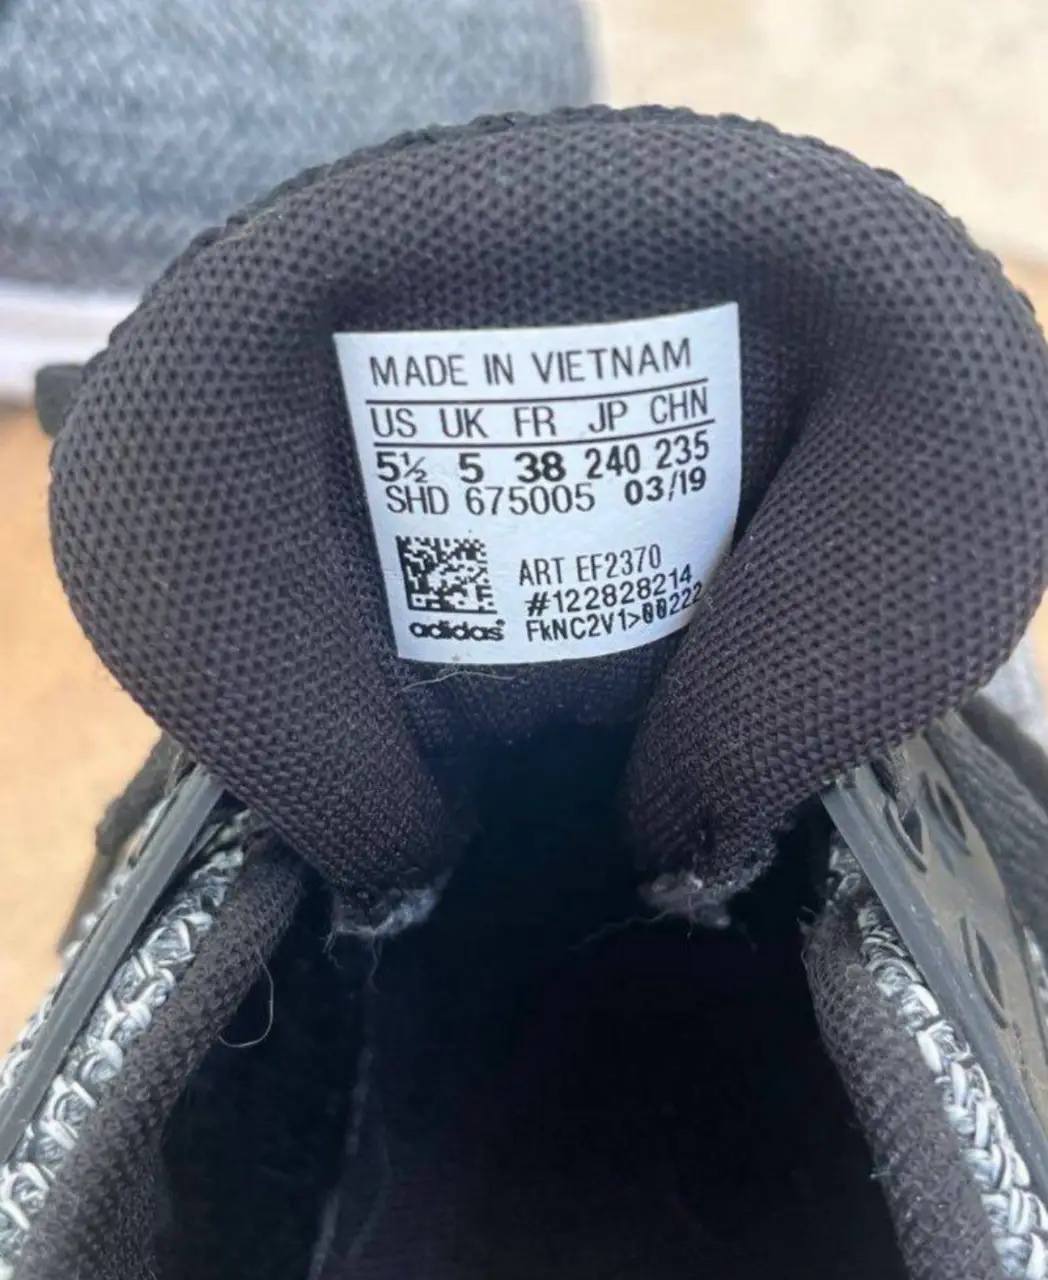 MADE IN VIETNAM
US UK FR JP CHN
5½ 5 38 240 235
SHD 675005 03/19
ART EF2370
#122828214
adidas FkNC2V1>00222